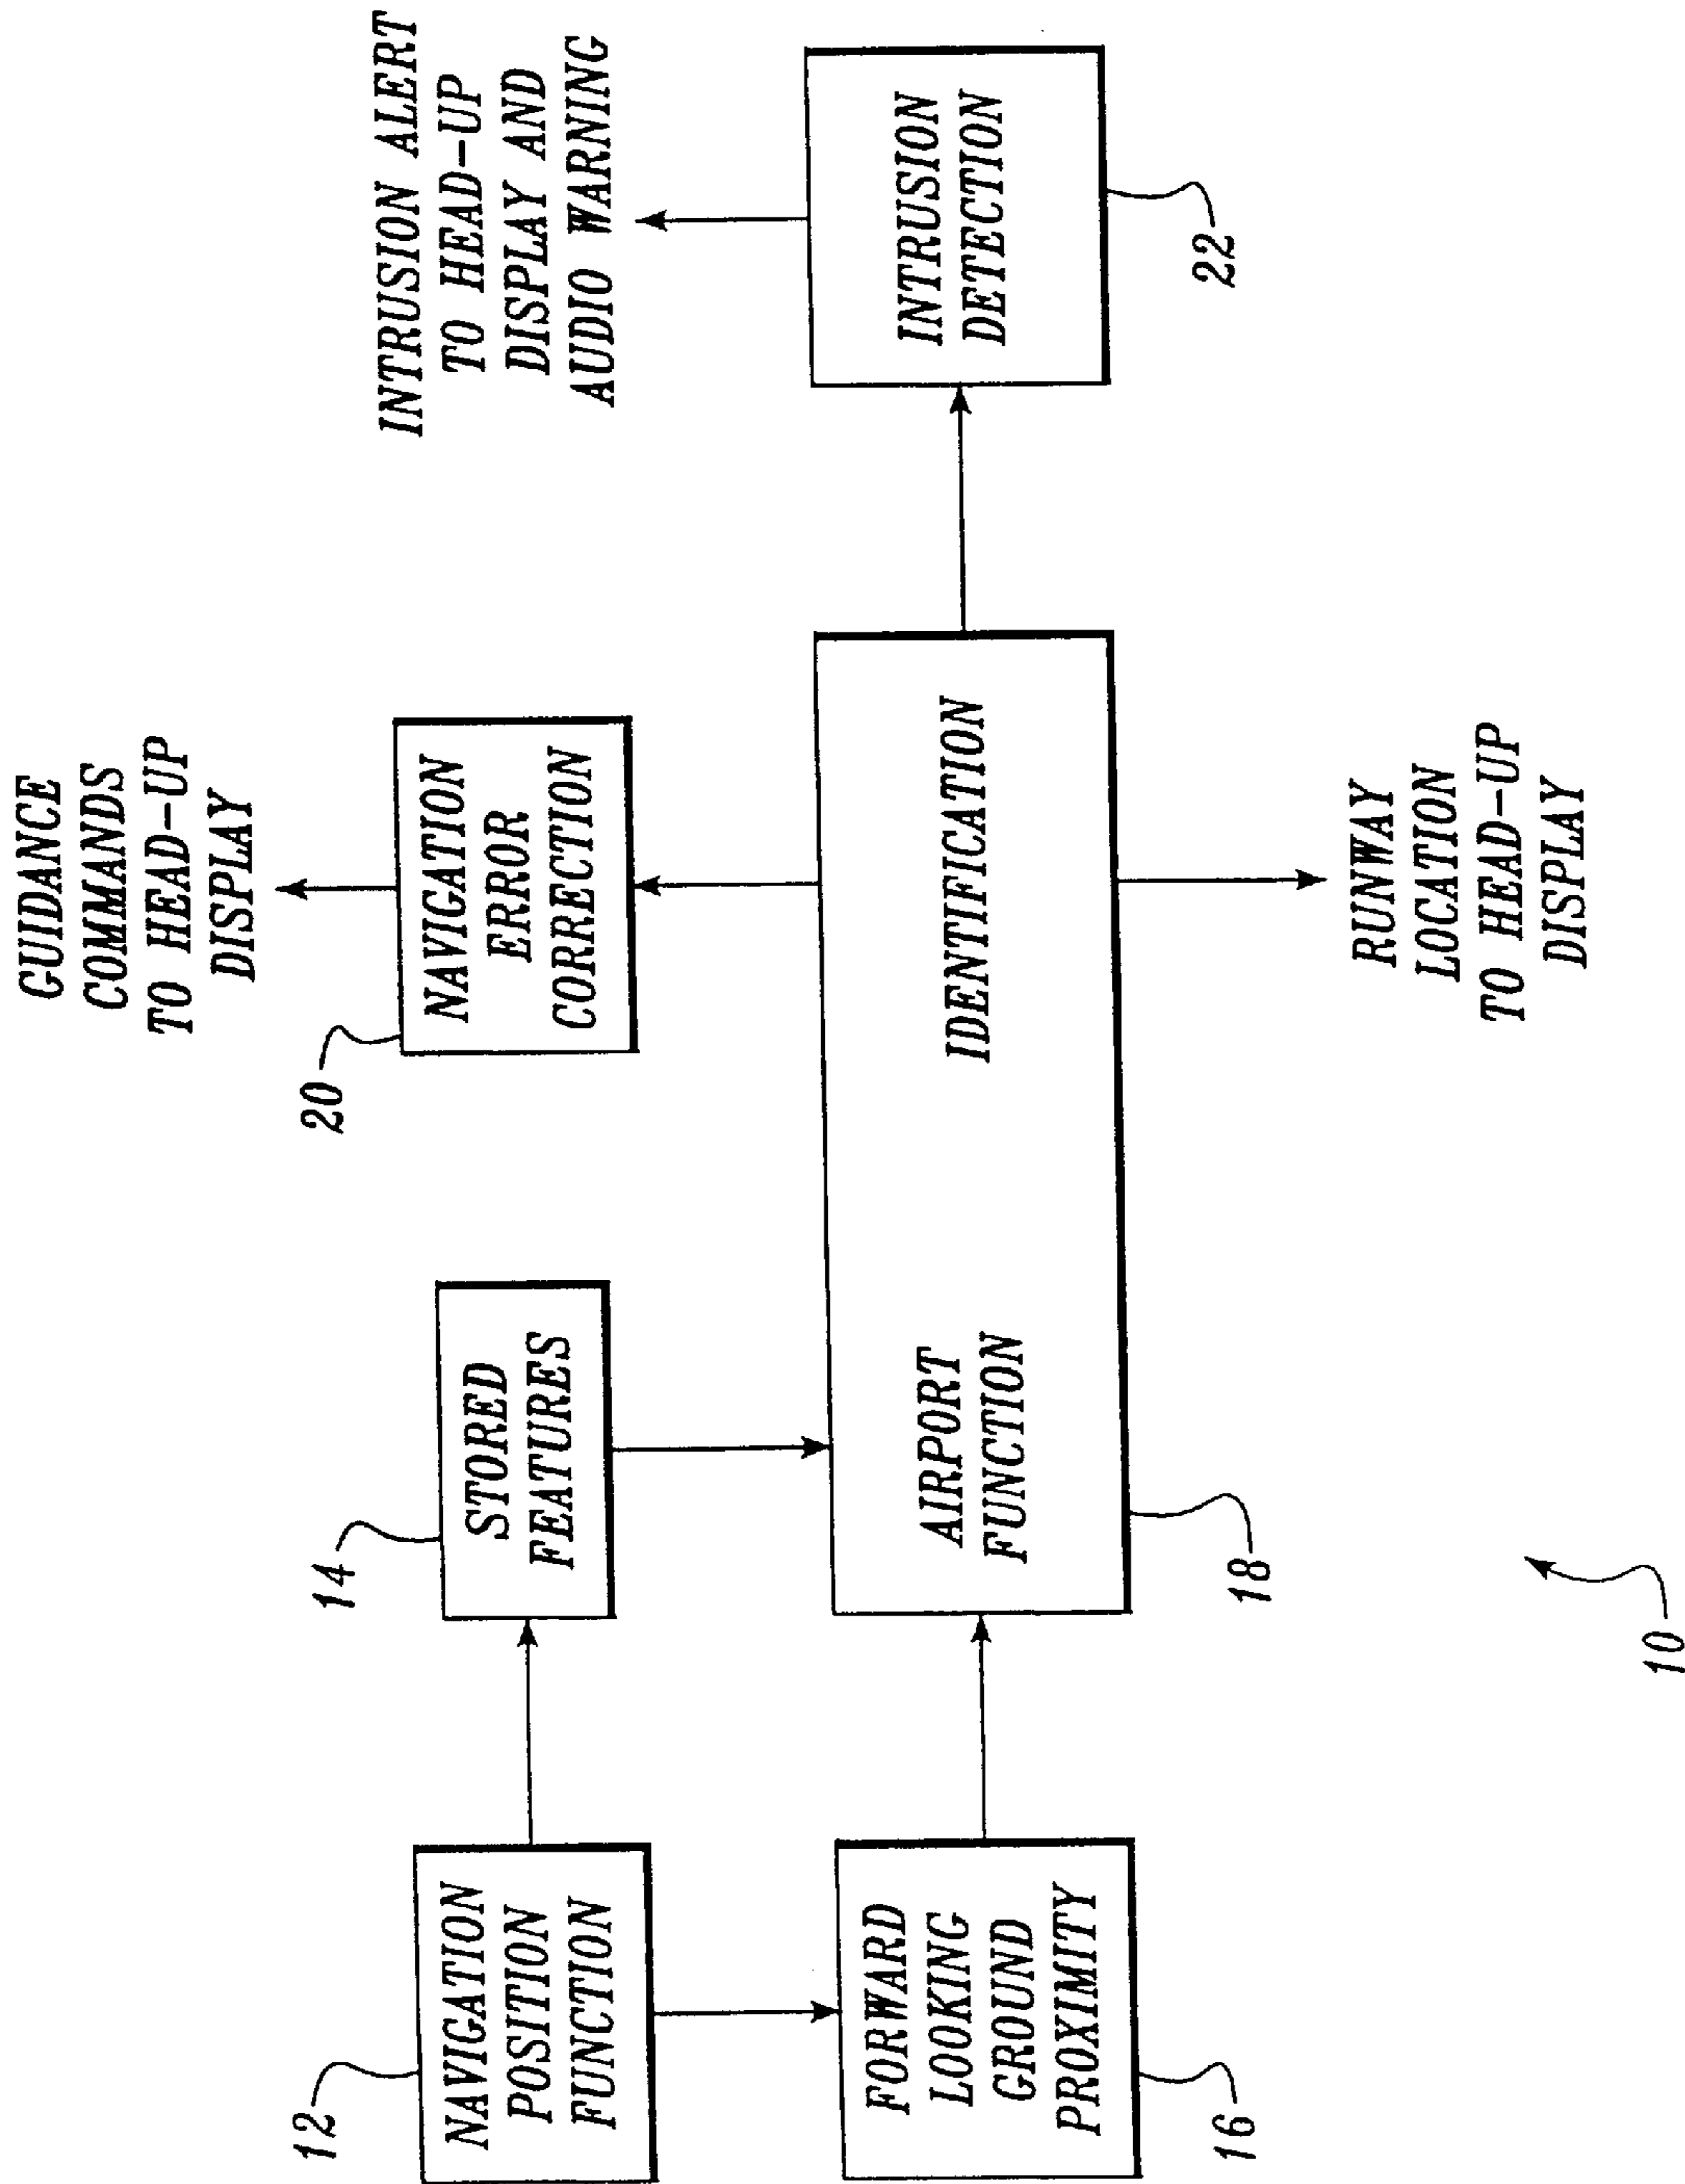 GUIDANCE
COMMANDS
TO HEAD-UP
DISPLAY
INTRUSION ALERT
TO HEAD-UP
DISPLAY AND
AUDIO WARNING
12
NAVIGATION
POSITION
FUNCTION
14
STORED
FEATURES
20
NAVIGATION
ERROR
CORRECTION
FORWARD
LOOKING
GROUND
PROXIMITY
16
AIRPORT
FUNCTION
IDENTIFICATION
18
INTRUSION
DETECTION
22
RUNWAY
LOCATION
TO HEAD-UP
DISPLAY
10